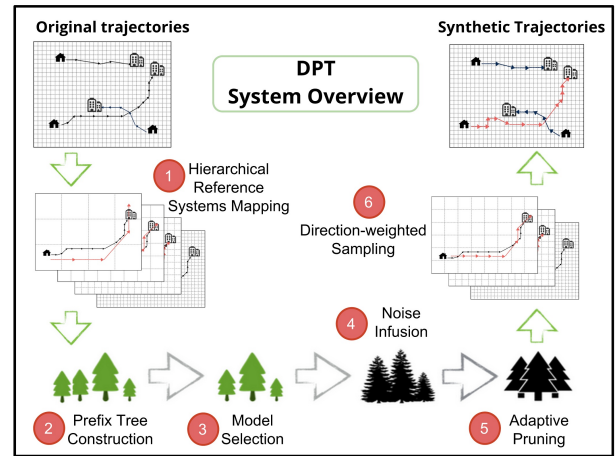 Original trajectories
Synthetic Trajectories
DPT
System Overview
1
Hierarchical
Reference
Systems Mapping
6
Direction-weighted
Sampling
4
Noise
Infusion
2
Prefix Tree
Construction
3
Model
Selection
5
Adaptive
Pruning